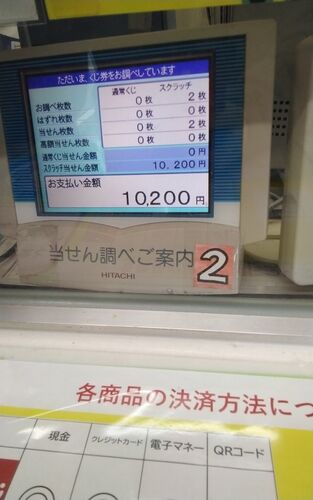 ただいま、くじ券をお調べしています
通常くじ スクラッチ
お調べ枚数 0 枚 2 枚
はずれ枚数 0 枚 0 枚
当せん枚数 0 枚 2 枚
高額当せん枚数 0 枚 0 枚
通常くじ当せん金額 0 円
スクラッチ当せん金額 10,200 円
お支払い金額
10,200 円
当せん調べご案内 2
HITACHI
各商品の決済方法につ
現金 クレジットカード 電子マネー QRコード